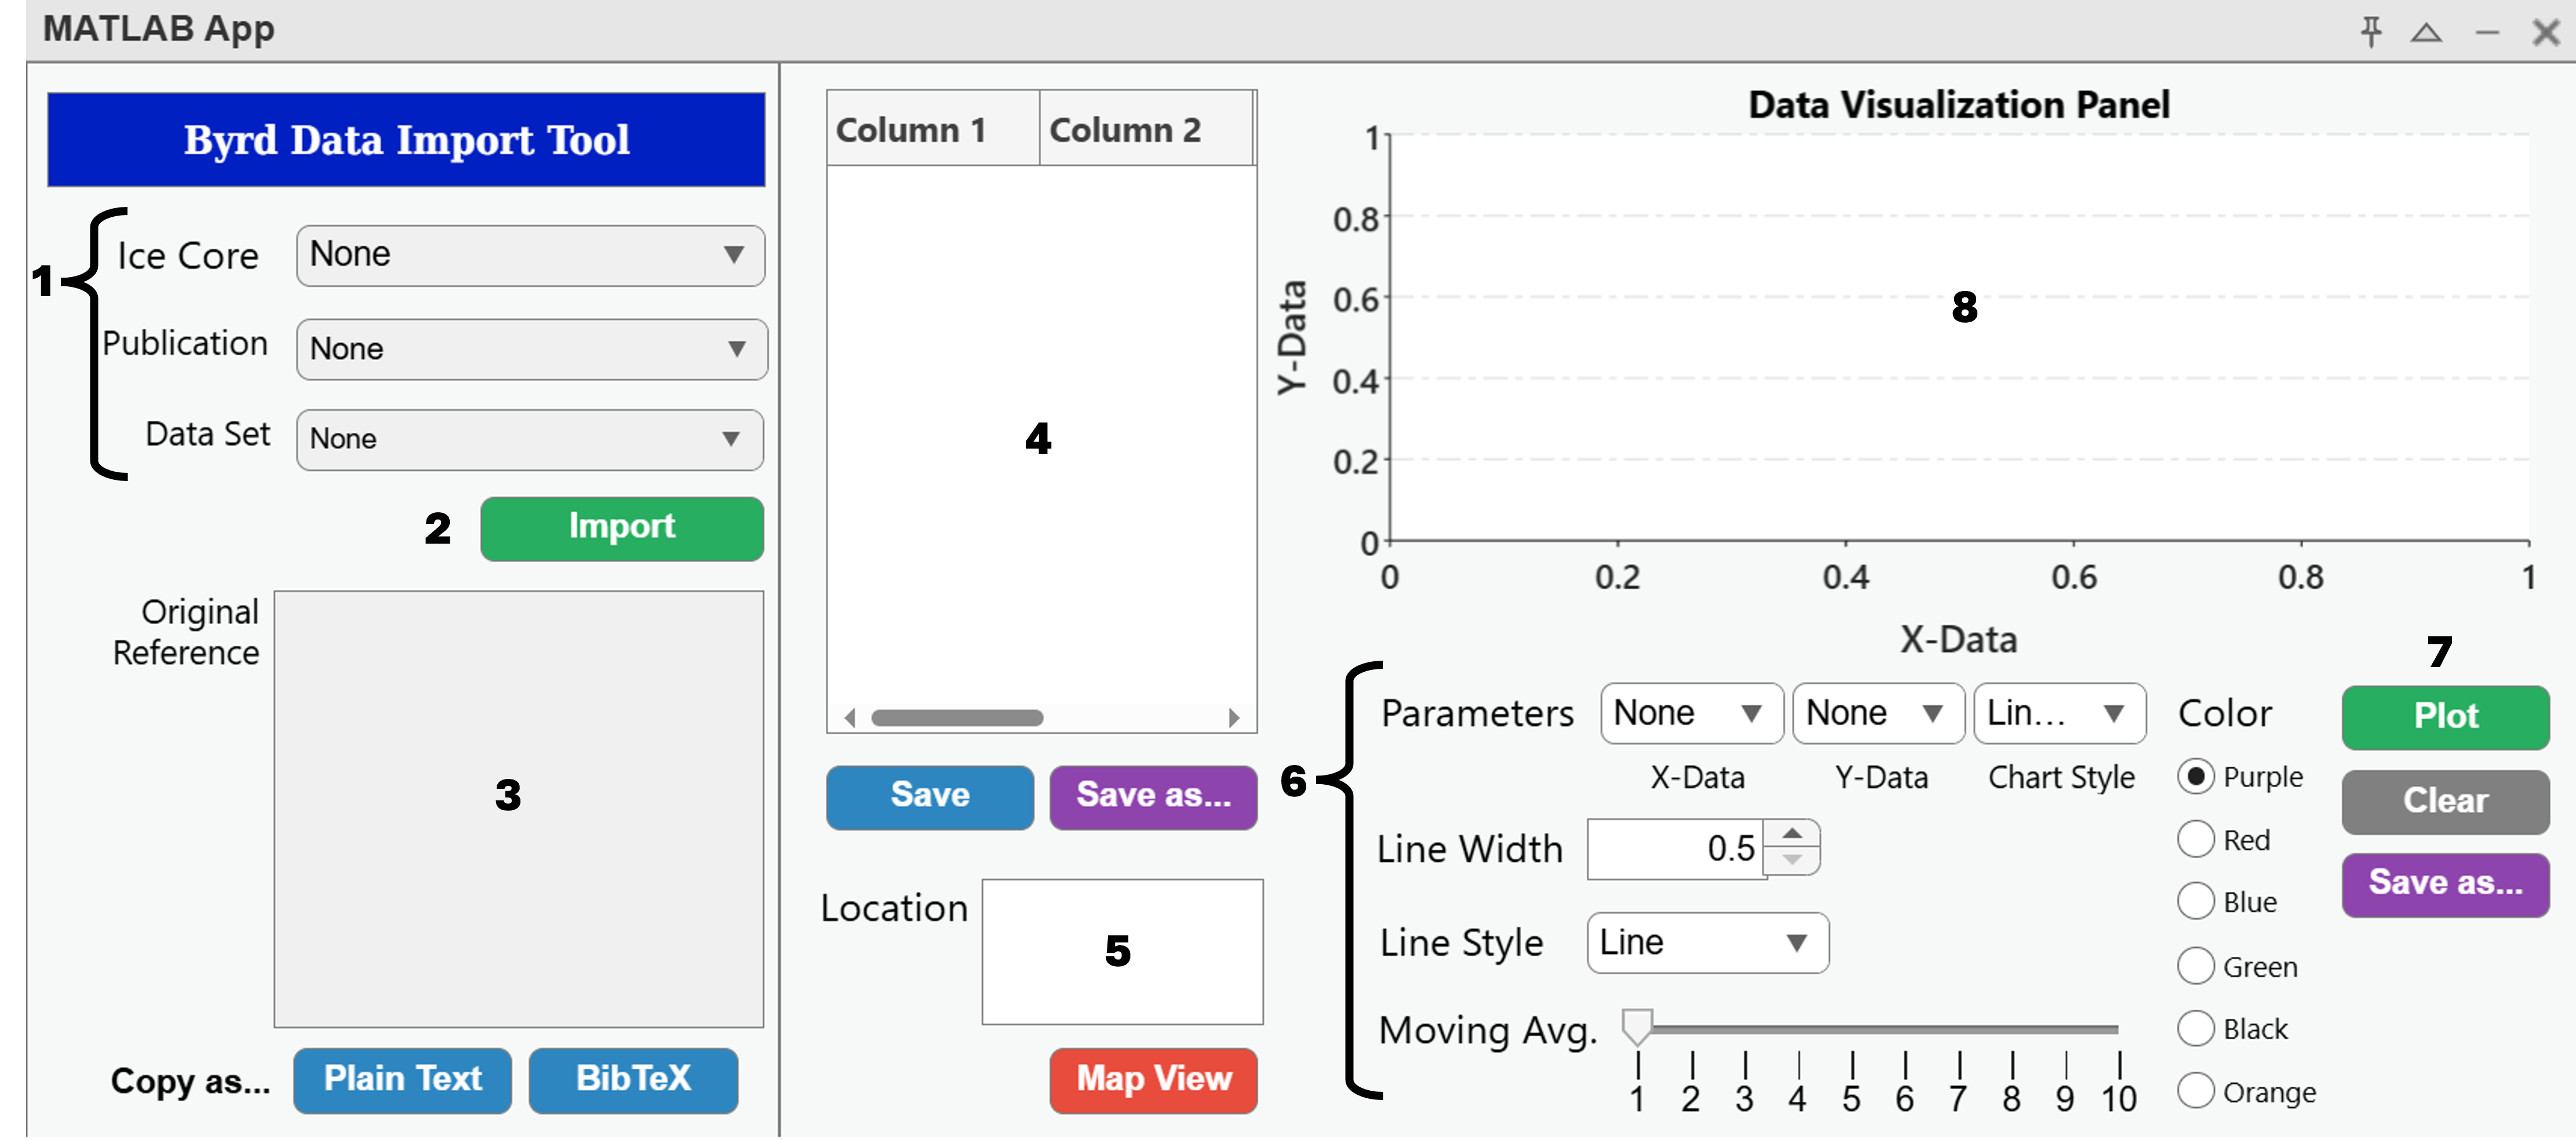 MATLAB App
Byrd Data Import Tool
1
Ice Core
None
Publication
None
Data Set
None
2
Import
Original
Reference
3
Copy as...
Plain Text
BibTeX
Column 1
Column 2
4
Save
Save as...
Location
5
Map View
Data Visualization Panel
Y-Data
1
0.8
0.6
0.4
0.2
0
8
0
0.2
0.4
0.6
0.8
1
X-Data
6
Parameters
None
None
Lin...
X-Data
Y-Data
Chart Style
Line Width
0.5
Line Style
Line
Moving Avg.
1 2 3 4 5 6 7 8 9 10
Color
Purple
Red
Blue
Green
Black
Orange
7
Plot
Clear
Save as...